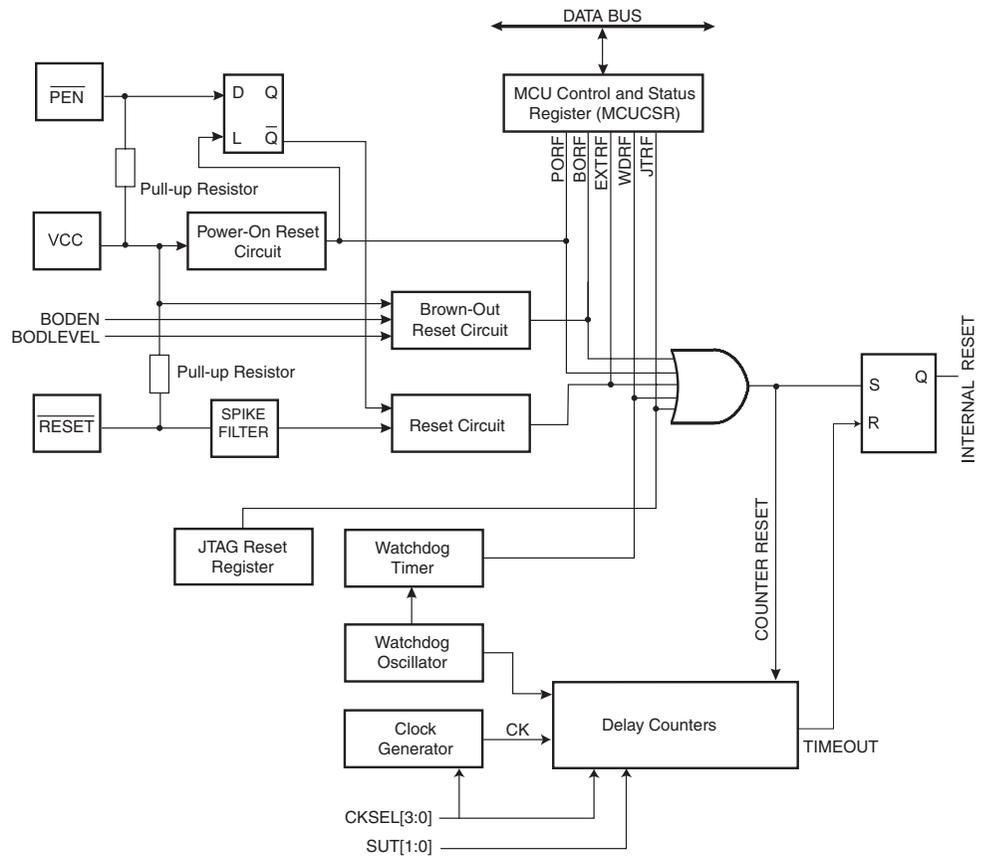 DATA BUS
MCU Control and Status
Register (MCUCSR)
PEN
D Q
L Q
PORF
BORF
EXTRF
WDRF
JTRF
Pull-up Resistor
VCC
Power-On Reset
Circuit
BODEN
BODLEVEL
Brown-Out
Reset Circuit
Pull-up Resistor
RESET
SPIKE
FILTER
Reset Circuit
S Q
R
INTERNAL RESET
JTAG Reset
Register
Watchdog
Timer
COUNTER RESET
Watchdog
Oscillator
Clock
Generator
CK
Delay Counters
TIMEOUT
CKSEL[3:0]
SUT[1:0]